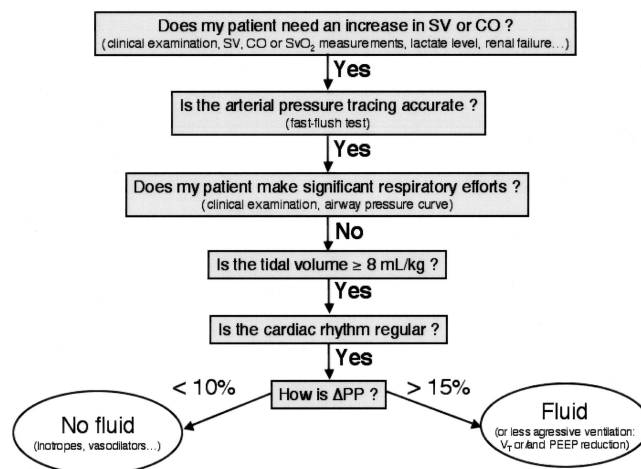 Does my patient need an increase in SV or CO ?
(clinical examination, SV, CO or SvO₂ measurements, lactate level, renal failure...)
Yes
Is the arterial pressure tracing accurate ?
(fast-flush test)
Yes
Does my patient make significant respiratory efforts ?
(clinical examination, airway pressure curve)
No
Is the tidal volume ≥ 8 mL/kg ?
Yes
Is the cardiac rhythm regular ?
Yes
< 10%
How is ΔPP ?
> 15%
No fluid
(inotropes, vasodilators...)
Fluid
(or less agressive ventilation:
V_T or/and PEEP reduction)